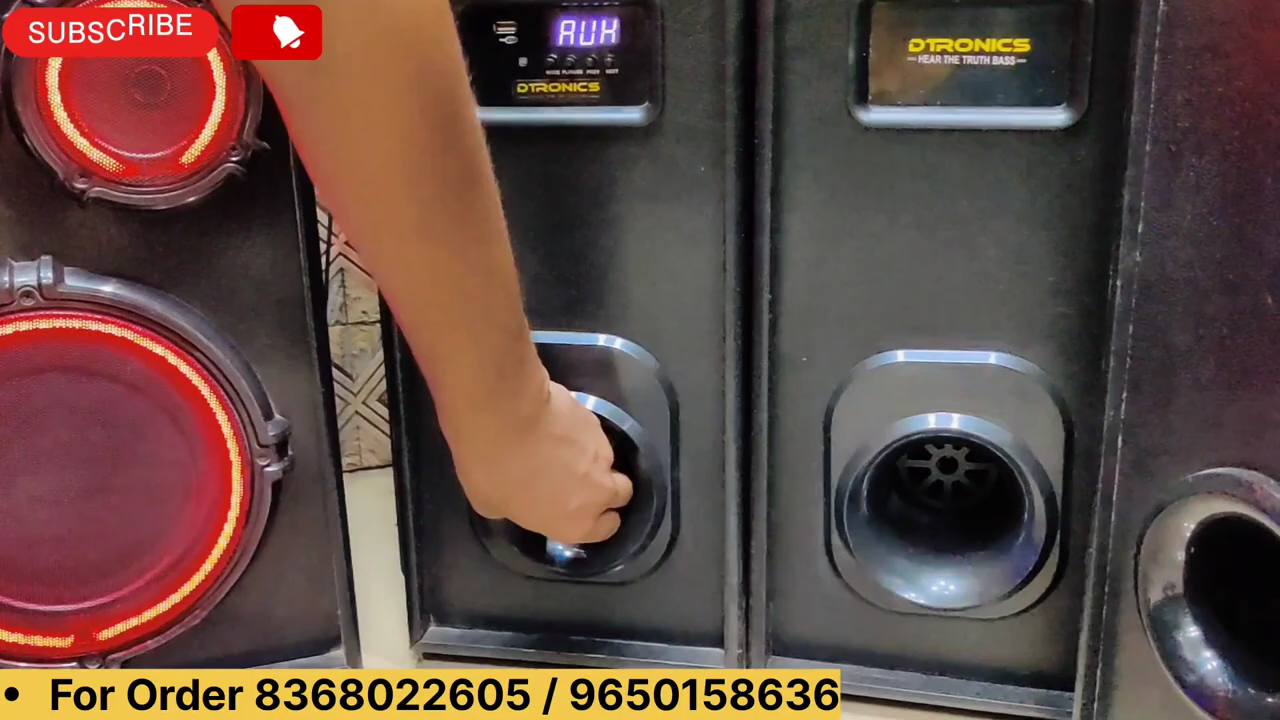 SUBSCRIBE
AUX
DTRONICS
DTRONICS
HEAR THE TRUTH BASS
• For Order 8368022605 / 9650158636